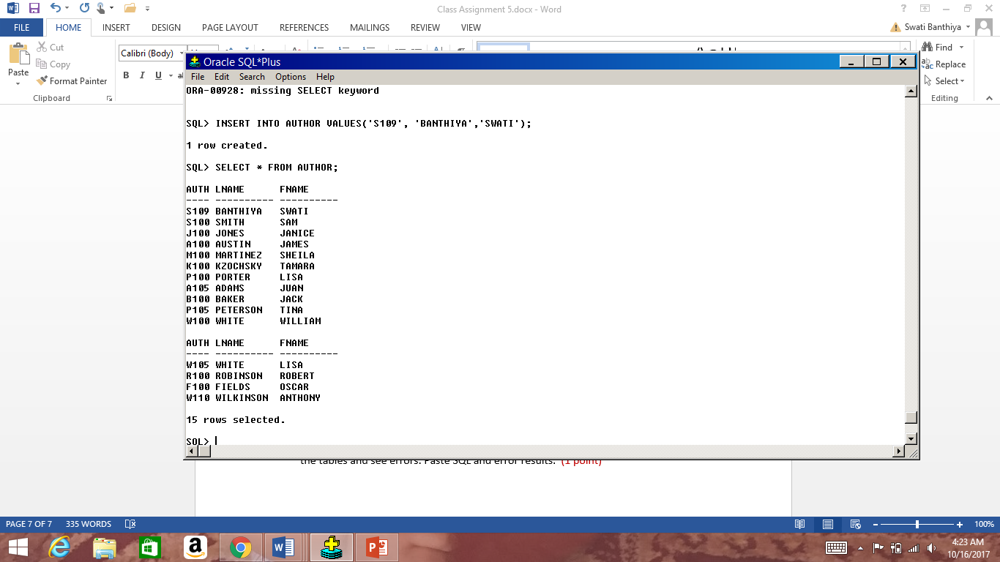 Class Assignment 5.docx - Word
FILE HOME INSERT DESIGN PAGE LAYOUT REFERENCES MAILINGS REVIEW VIEW
Swati Banthiya
Paste
Cut
Copy
Format Painter
Clipboard
Calibri (Body)
B I U
Find
Replace
Select
Editing
Oracle SQL*Plus
File Edit Search Options Help
ORA-00928: missing SELECT keyword
SQL> INSERT INTO AUTHOR VALUES('S109', 'BANTHIYA','SWATI');
1 row created.
SQL> SELECT * FROM AUTHOR;
AUTH LNAME      FNAME
---- ---------- ----------
S109 BANTHIYA   SWATI
S100 SMITH      SAM
J100 JONES      JANICE
A100 AUSTIN     JAMES
M100 MARTINEZ   SHEILA
K100 KZOCHSKY   TAMARA
P100 PORTER     LISA
A105 ADAMS      JUAN
B100 BAKER      JACK
P105 PETERSON   TINA
W100 WHITE      WILLIAM
AUTH LNAME      FNAME
---- ---------- ----------
W105 WHITE      LISA
R100 ROBINSON   ROBERT
F100 FIELDS     OSCAR
W110 WILKINSON  ANTHONY
15 rows selected.
SQL>
the tables and see errors. Paste SQL and error results. (1 point)
PAGE 7 OF 7 335 WORDS
100%
4:23 AM
10/16/2017